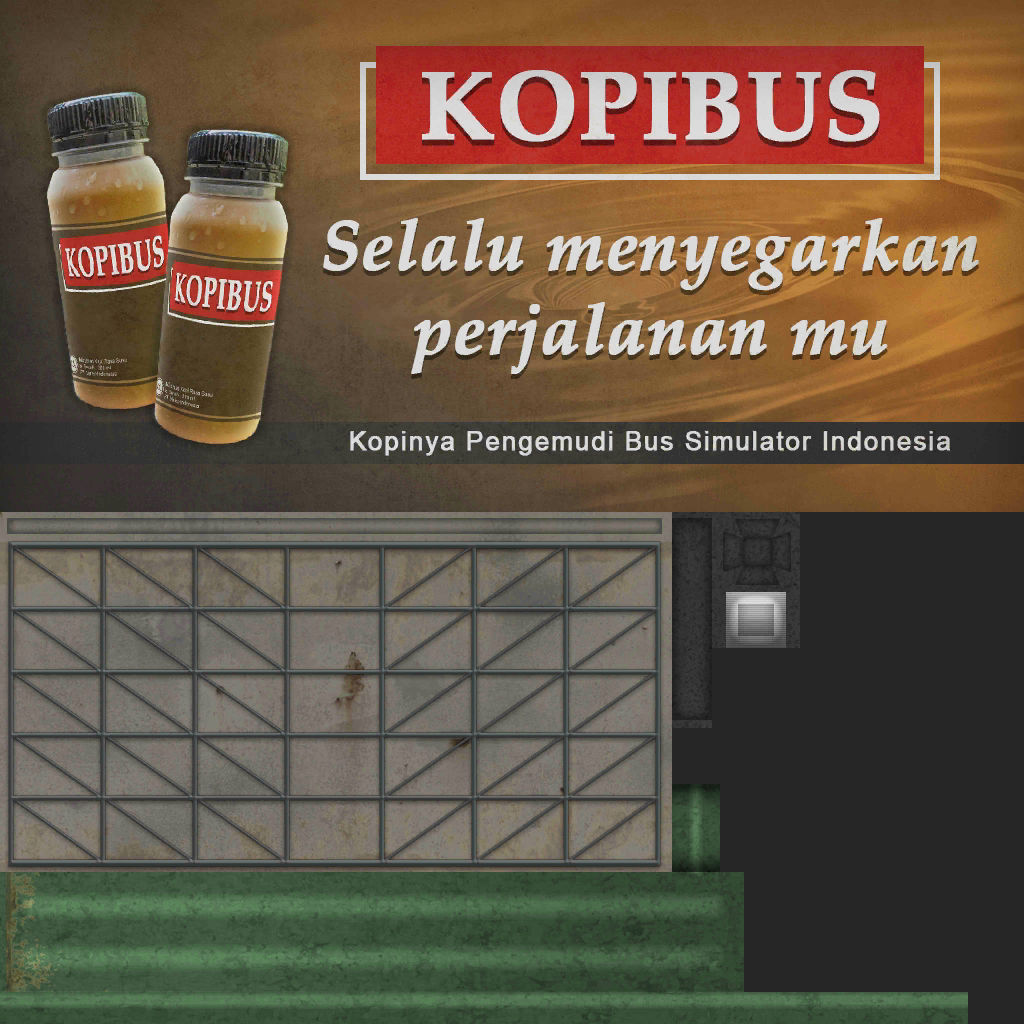 KOPIBUS
Selalu menyegarkan
perjalanan mu
KOPIBUS
KOPIBUS
Kopinya Pengemudi Bus Simulator Indonesia